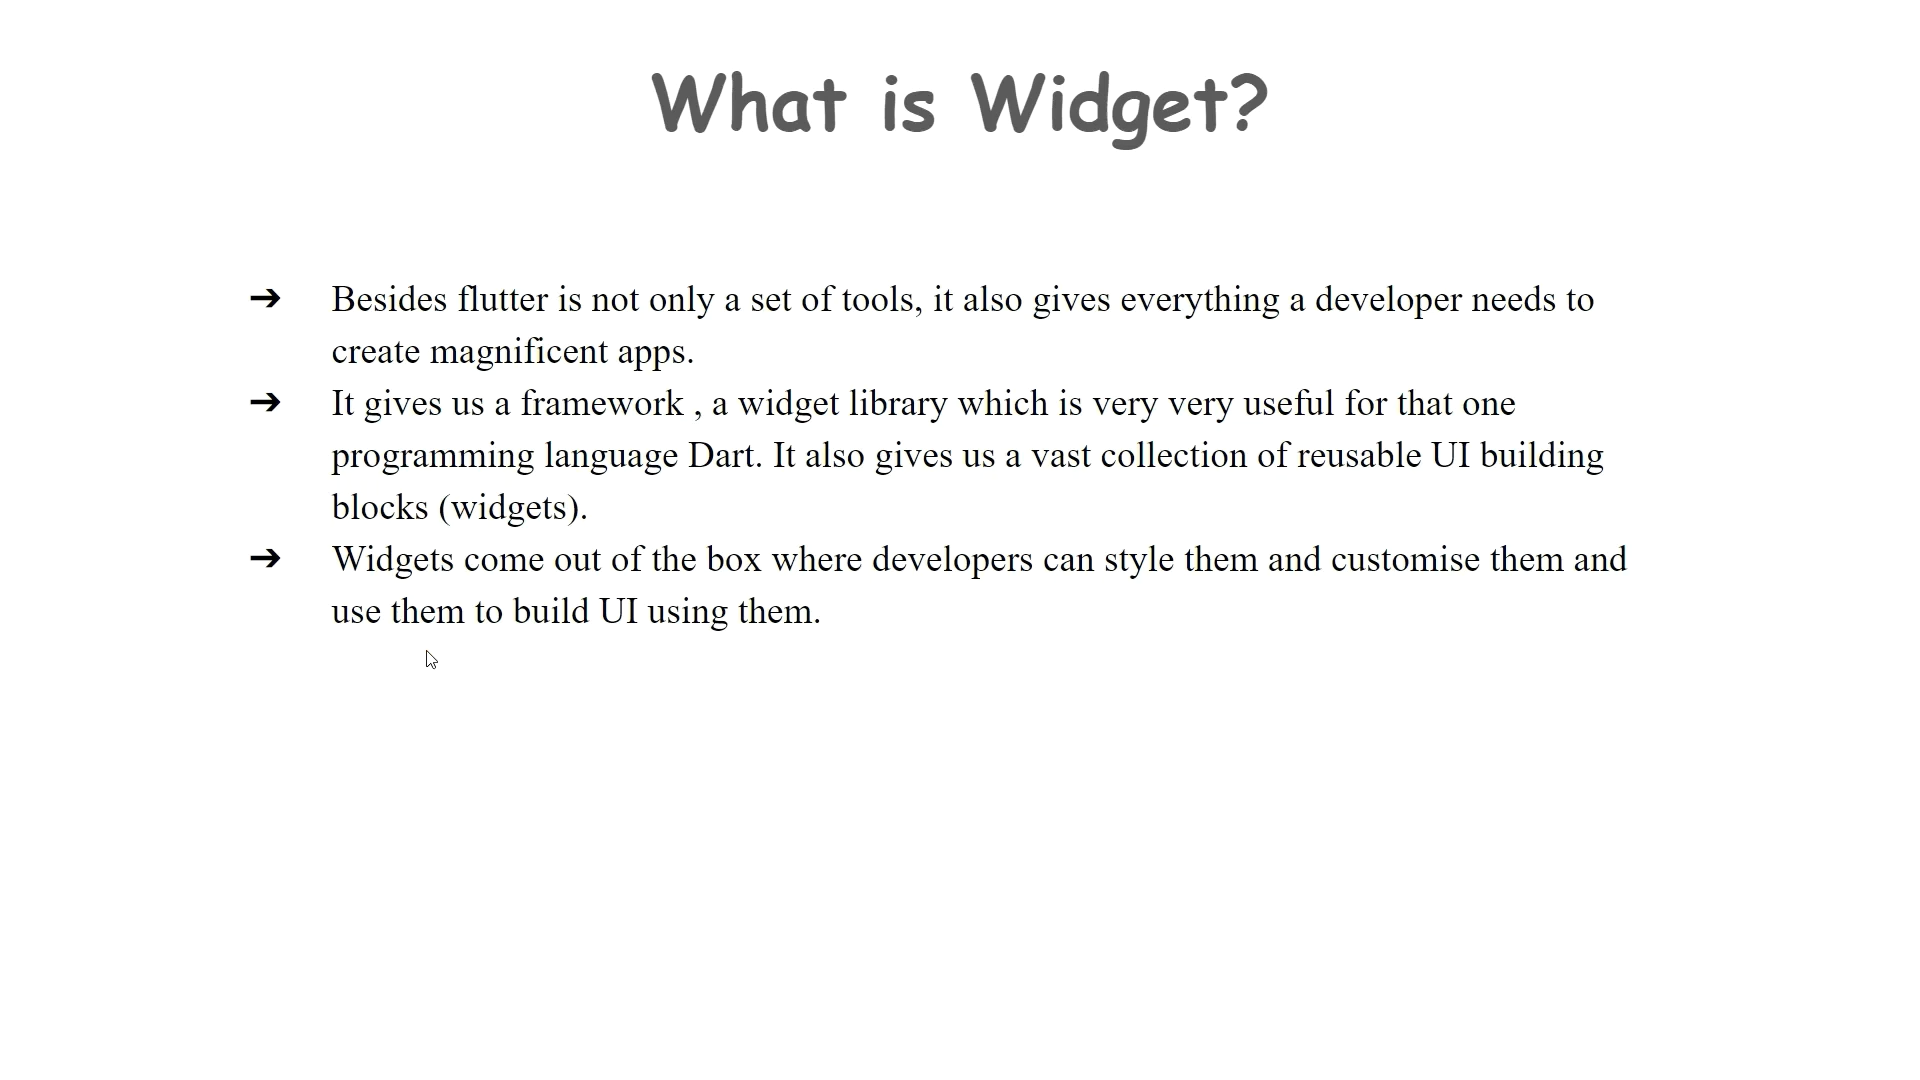 What is Widget?
➔ Besides flutter is not only a set of tools, it also gives everything a developer needs to
create magnificent apps.
➔ It gives us a framework , a widget library which is very very useful for that one
programming language Dart. It also gives us a vast collection of reusable UI building
blocks (widgets).
➔ Widgets come out of the box where developers can style them and customise them and
use them to build UI using them.